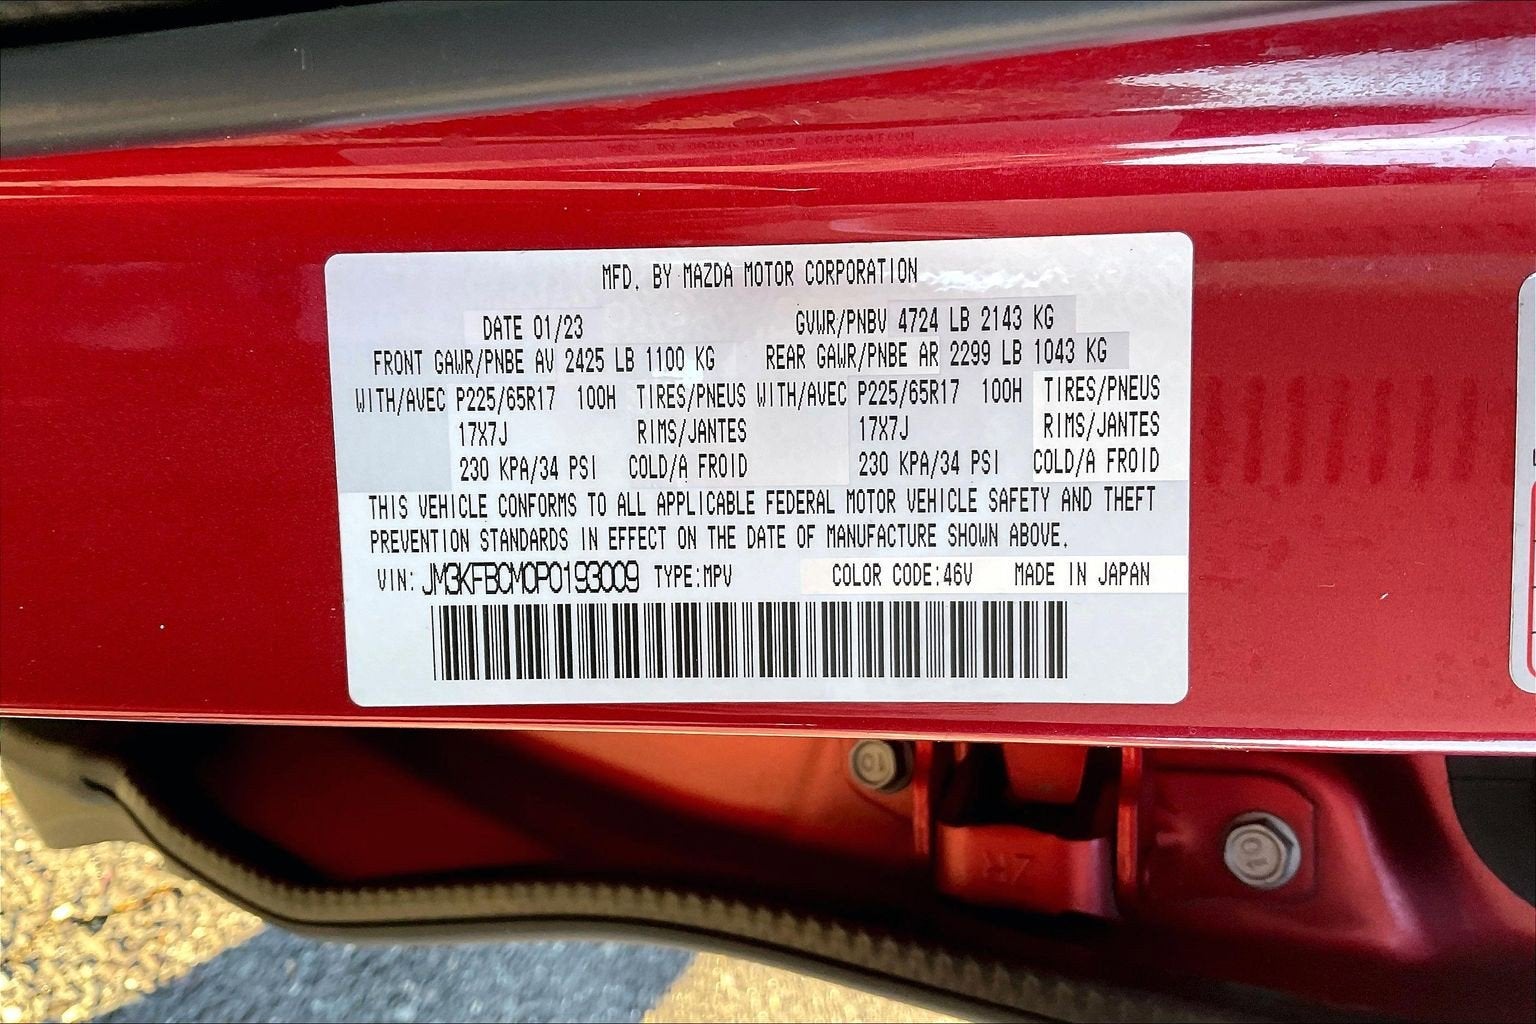 MFD. BY MAZDA MOTOR CORPORATION
DATE 01/23 GVWR/PNBV 4724 LB 2143 KG
FRONT GAWR/PNBE AV 2425 LB 1100 KG REAR GAWR/PNBE AR 2299 LB 1043 KG
WITH/AVEC P225/65R17 100H TIRES/PNEUS WITH/AVEC P225/65R17 100H TIRES/PNEUS
17X7J RIMS/JANTES 17X7J RIMS/JANTES
230 KPA/34 PSI COLD/A FROID 230 KPA/34 PSI COLD/A FROID
THIS VEHICLE CONFORMS TO ALL APPLICABLE FEDERAL MOTOR VEHICLE SAFETY AND THEFT
PREVENTION STANDARDS IN EFFECT ON THE DATE OF MANUFACTURE SHOWN ABOVE.
VIN: JM3KFBCM0P0193009 TYPE:MPV COLOR CODE:46V MADE IN JAPAN
10
10